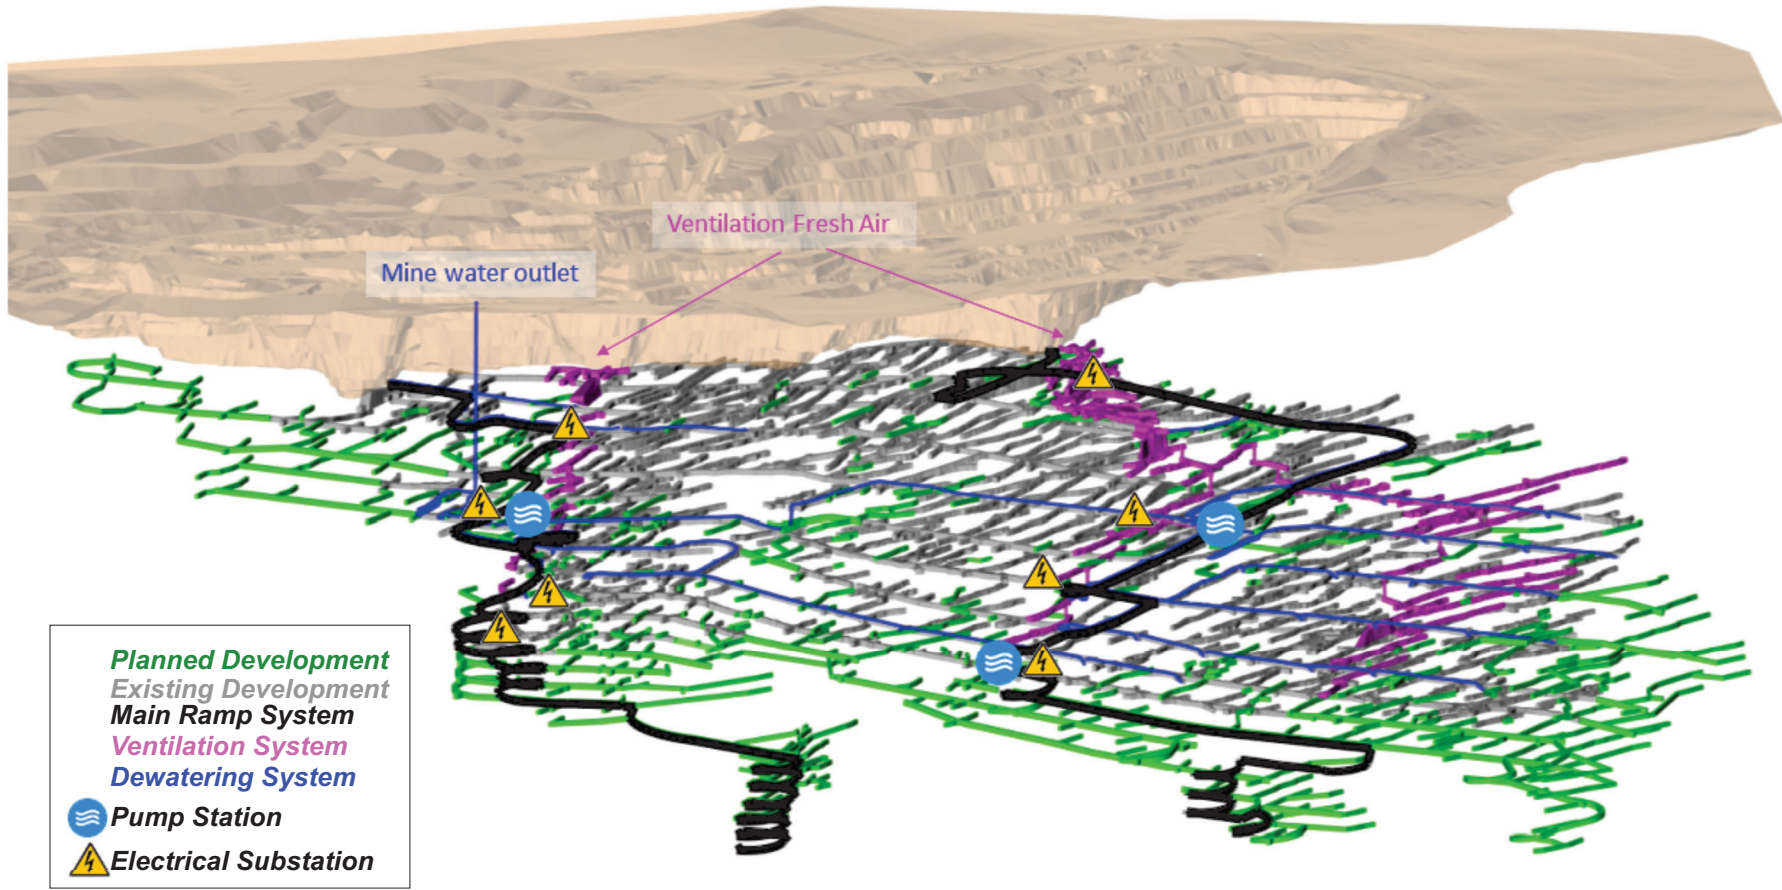 Ventilation Fresh Air
Mine water outlet
Planned Development
Existing Development
Main Ramp System
Ventilation System
Dewatering System
Pump Station
Electrical Substation